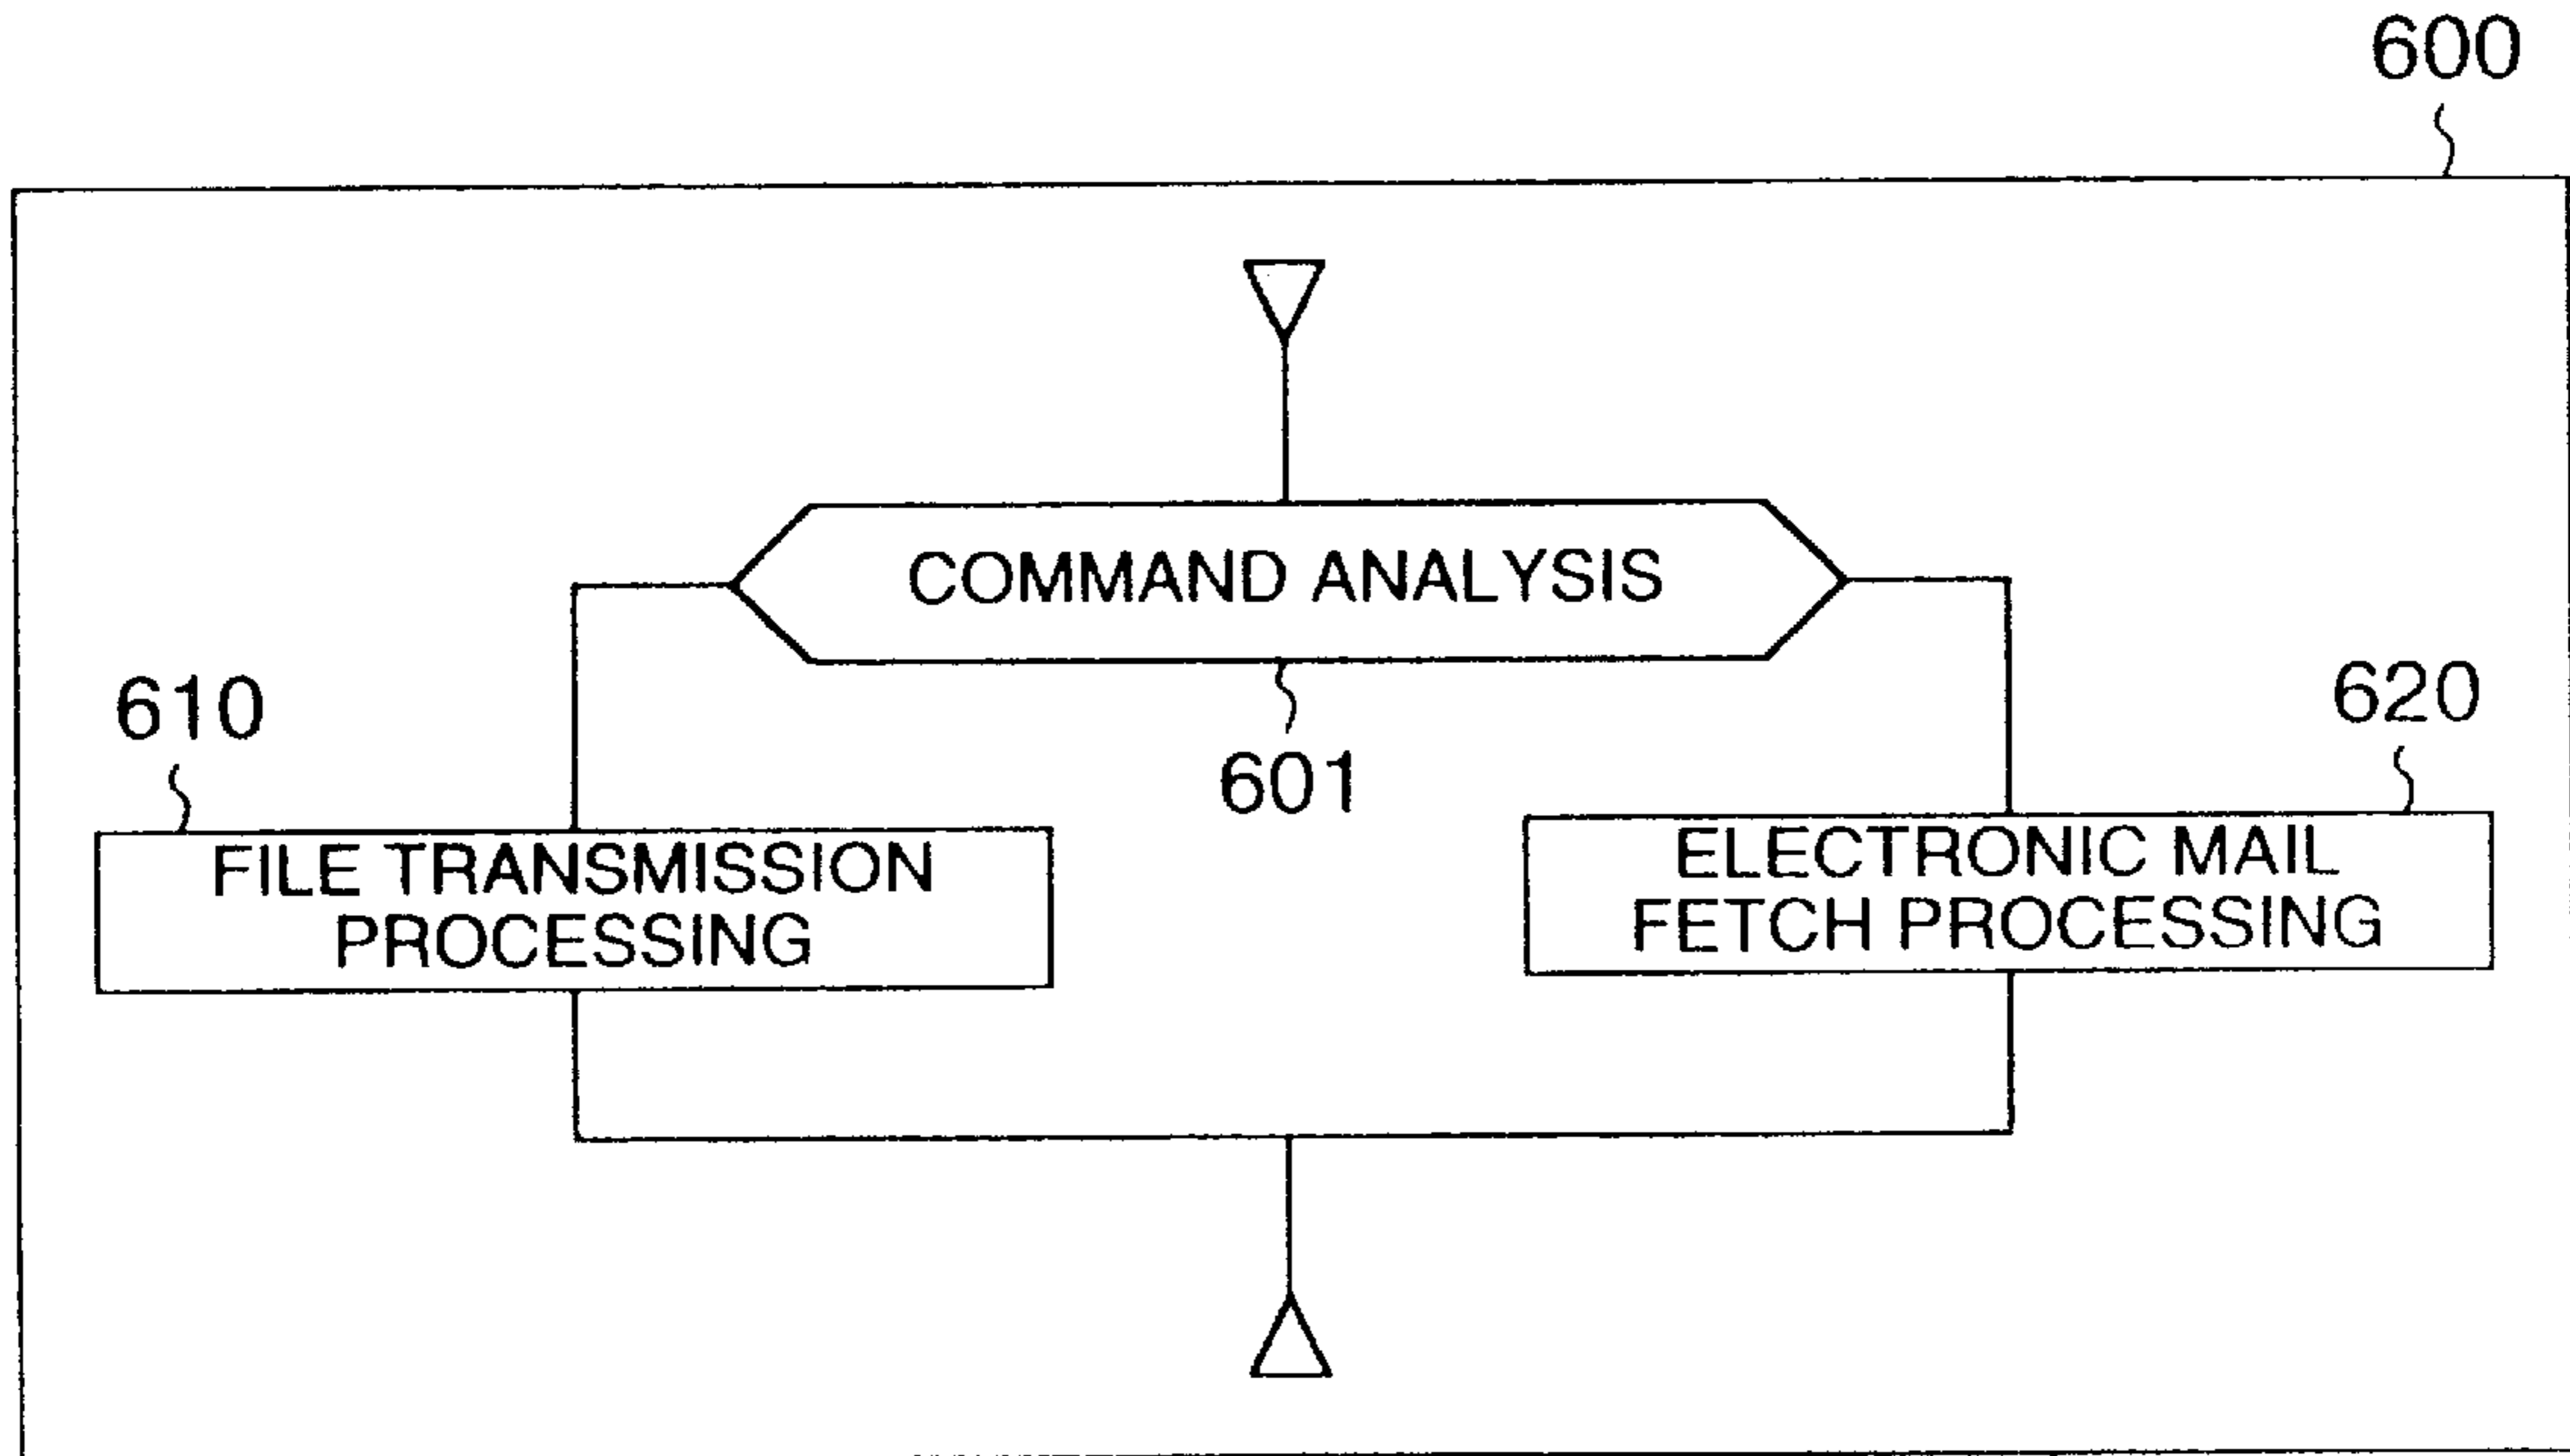 600
COMMAND ANALYSIS
601
610
620
FILE TRANSMISSION
PROCESSING
ELECTRONIC MAIL
FETCH PROCESSING